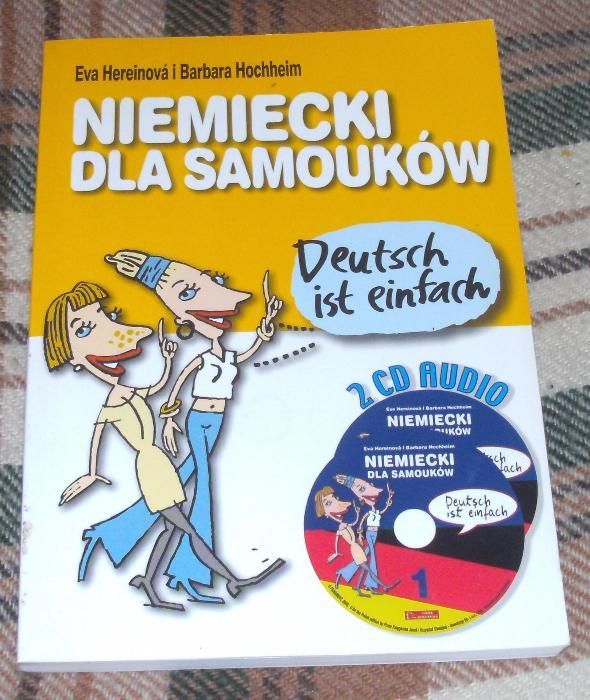 Eva Hereinová i Barbara Hochheim
NIEMIECKI
DLA SAMOUKÓW
Deutsch
ist einfach
2 CD AUDIO
Eva Hereinová i Barbara Hochheim
NIEMIECKI
Eva Hereinová i Barbara Hochheim
NIEMIECKI
DLA SAMOUKÓW
Deutsch
ist einfach
1